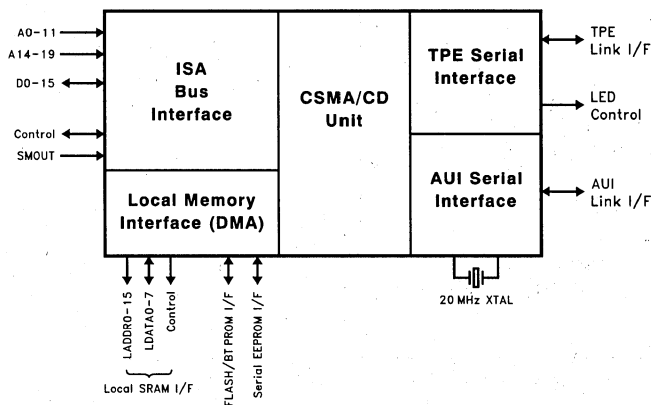 A0-11
A14-19
D0-15
Control
SMOUT
ISA
Bus
Interface
CSMA/CD
Unit
TPE Serial
Interface
TPE
Link I/F
LED
Control
AUI Serial
Interface
AUI
Link I/F
Local Memory
Interface (DMA)
20 MHz XTAL
LADDR0-15
LDATA0-7
Control
FLASH/BT PROM I/F
Serial EEPROM I/F
Local SRAM I/F